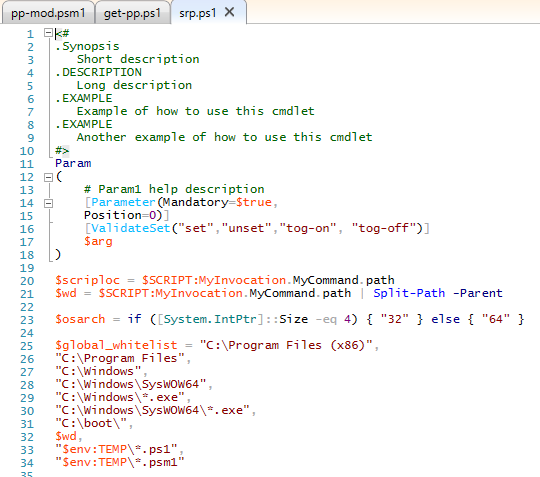 pp-mod.psm1 get-pp.ps1 srp.ps1 X
1 <#
2 .Synopsis
3 Short description
4 .DESCRIPTION
5 Long description
6 .EXAMPLE
7 Example of how to use this cmdlet
8 .EXAMPLE
9 Another example of how to use this cmdlet
10 #>
11 Param
12 (
13 # Param1 help description
14 [Parameter(Mandatory=$true,
15 Position=0)]
16 [ValidateSet("set","unset","tog-on", "tog-off")]
17 $arg
18 )
19
20 $scriploc = $SCRIPT:MyInvocation.MyCommand.path
21 $wd = $SCRIPT:MyInvocation.MyCommand.path | Split-Path -Parent
22
23 $osarch = if ([System.IntPtr]::Size -eq 4) { "32" } else { "64" }
24
25 $global_whitelist = "C:\Program Files (x86)",
26 "C:\Program Files",
27 "C:\Windows",
28 "C:\Windows\SysWOW64",
29 "C:\Windows\*.exe",
30 "C:\Windows\SysWOW64\*.exe",
31 "C:\boot\",
32 $wd,
33 "$env:TEMP\*.ps1",
34 "$env:TEMP\*.psm1"
35